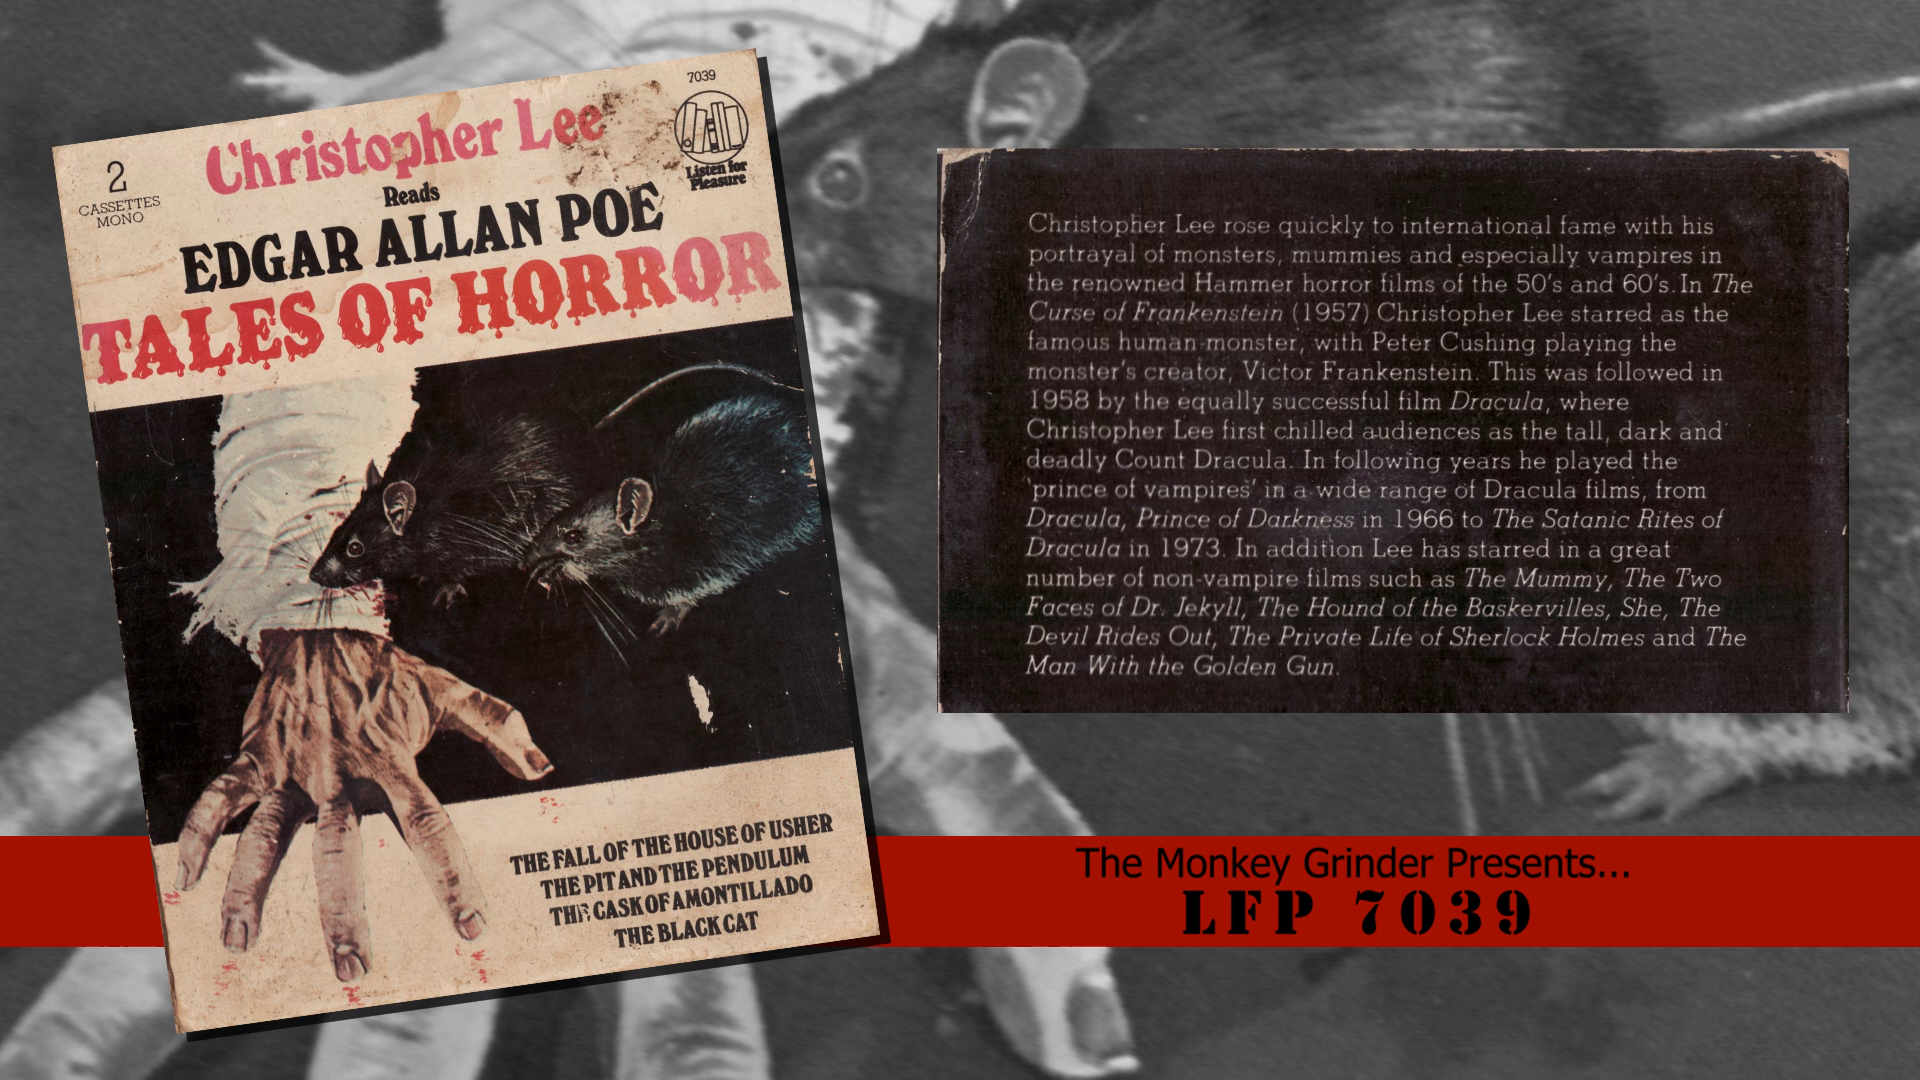 7039
Christopher Lee
2
CASSETTES
MONO
Listen for
Pleasure
Reads
EDGAR ALLAN POE
TALES OF HORROR
THE FALL OF THE HOUSE OF USHER
THE PIT AND THE PENDULUM
THE CASK OF AMONTILLADO
THE BLACK CAT
Christopher Lee rose quickly to international fame with his
portrayal of monsters, mummies and especially vampires in
the renowned Hammer horror films of the 50's and 60's. In The
Curse of Frankenstein (1957) Christopher Lee starred as the
famous human monster, with Peter Cushing playing the
monster's creator, Victor Frankenstein. This was followed in
1958 by the equally successful film Dracula, where
Christopher Lee first chilled audiences as the tall, dark and
deadly Count Dracula. In following years he played the
'prince of vampires' in a wide range of Dracula films, from
Dracula, Prince of Darkness in 1966 to The Satanic Rites of
Dracula in 1973. In addition Lee has starred in a great
number of non-vampire films such as The Mummy, The Two
Faces of Dr. Jekyll, The Hound of the Baskervilles, She, The
Devil Rides Out, The Private Life of Sherlock Holmes and The
Man With the Golden Gun.
The Monkey Grinder Presents...
LFP 7039